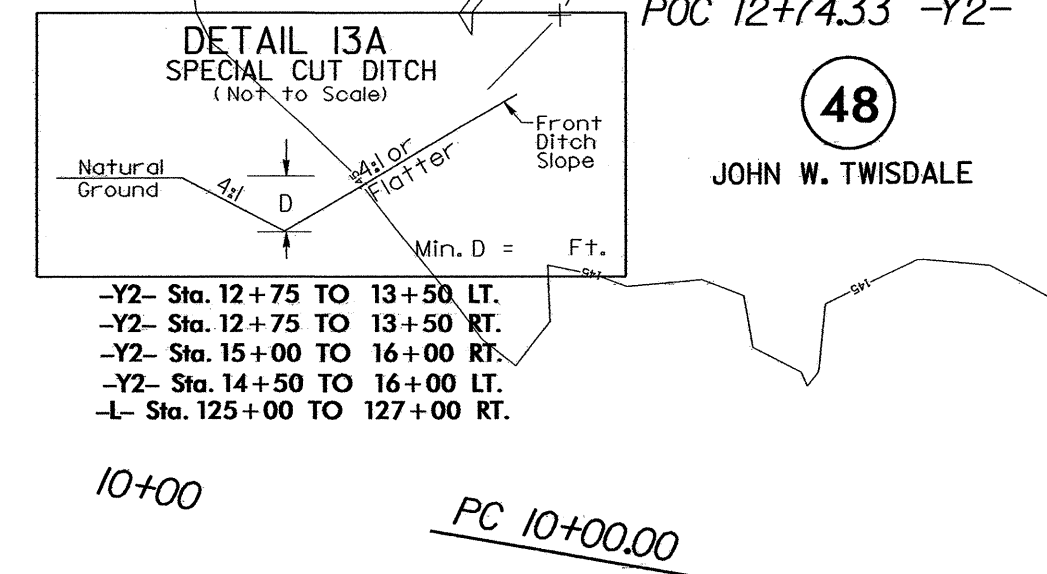 POC 12+74.33 -Y2-
DETAIL 13A
SPECIAL CUT DITCH
(Not to Scale)
Front
Ditch
Slope
Natural
Ground
4:1
D
4:1 or
Flatter
Min. D = Ft.
48
JOHN W. TWISDALE
145
145
-Y2- Sta. 12+75 TO 13+50 LT.
-Y2- Sta. 12+75 TO 13+50 RT.
-Y2- Sta. 15+00 TO 16+00 RT.
-Y2- Sta. 14+50 TO 16+00 LT.
-L- Sta. 125+00 TO 127+00 RT.
10+00
PC 10+00.00